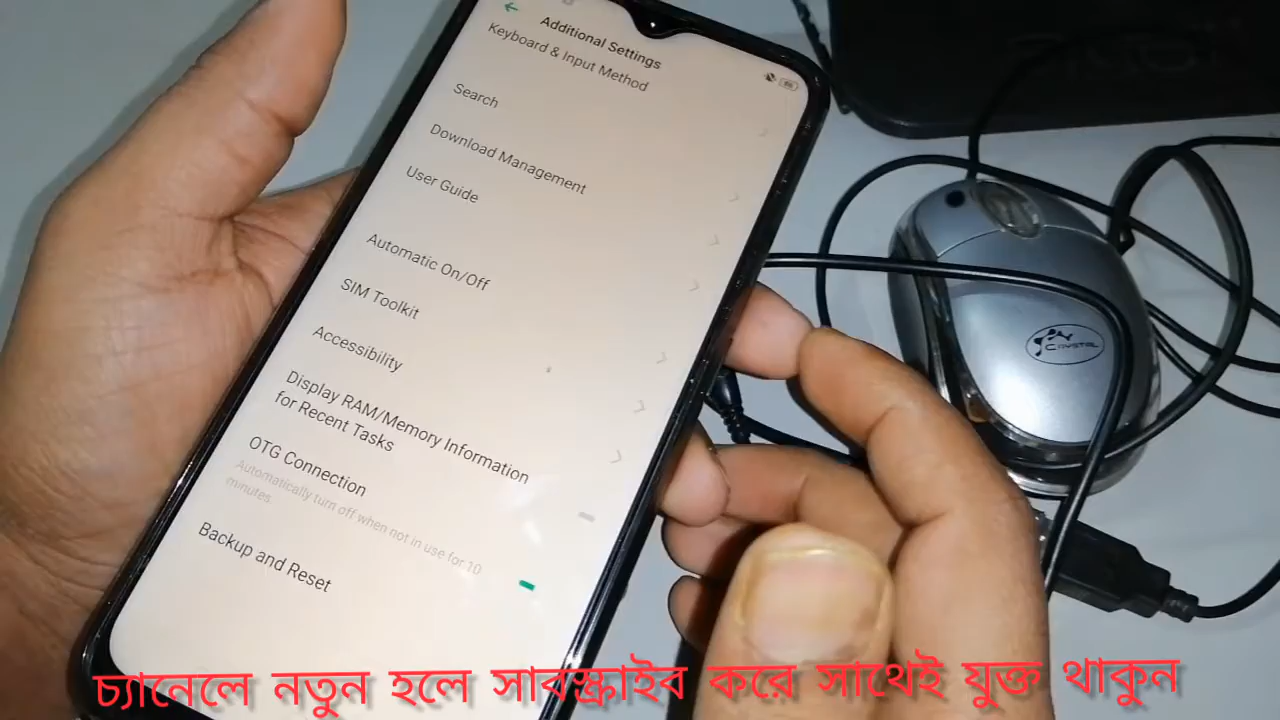 Additional Settings
Keyboard & Input Method
Search
Download Management
User Guide
Automatic On/Off
SIM Toolkit
Accessibility
Display RAM/Memory Information
for Recent Tasks
OTG Connection
Automatically turn off when not in use for 10
minutes.
Backup and Reset
CRYSTAL
চ্যানেলে নতুন হলে সাবস্ক্রাইব করে সাথেই যুক্ত থাকুন